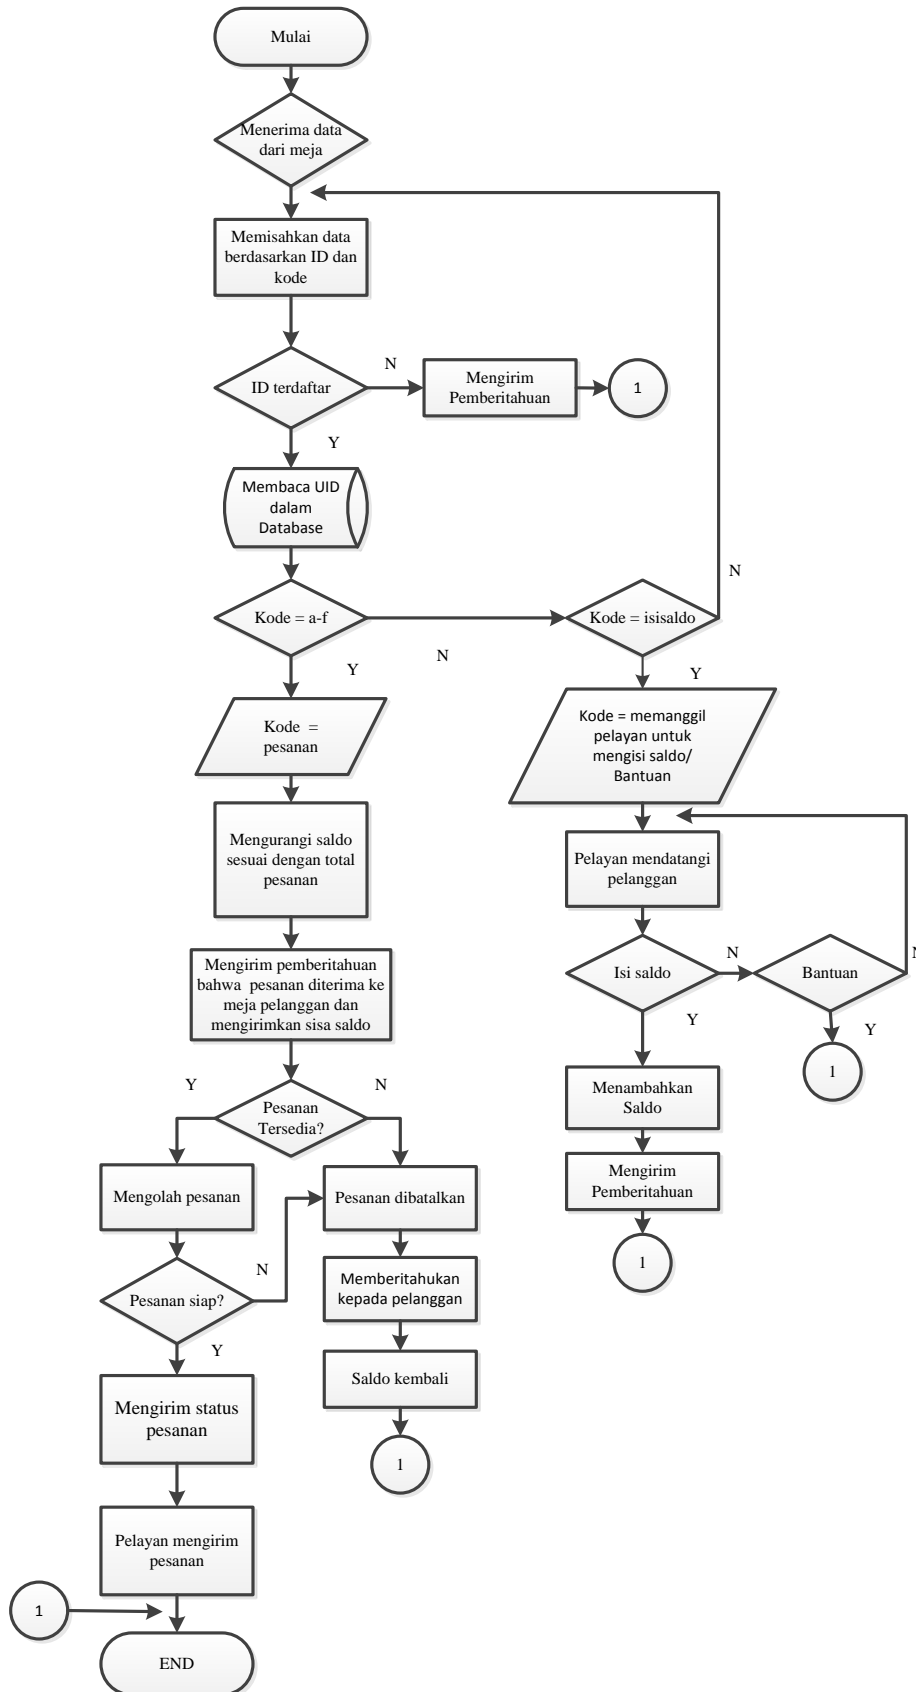 Mulai
Menerima data
dari meja
Memisahkan data
berdasarkan ID dan
kode
ID terdaftar
N
Mengirim
Pemberitahuan
1
Y
Membaca UID
dalam
Database
Kode = a-f
N
Kode = isisaldo
N
Y
Y
Kode =
pesanan
Kode = memanggil
pelayan untuk
mengisi saldo/
Bantuan
Mengurangi saldo
sesuai dengan total
pesanan
Pelayan mendatangi
pelanggan
Mengirim pemberitahuan
bahwa pesanan diterima ke
meja pelanggan dan
mengirimkan sisa saldo
Isi saldo
N
Bantuan
N
Y
Y
1
Y
N
Pesanan
Tersedia?
Menambahkan
Saldo
Mengolah pesanan
Pesanan dibatalkan
Mengirim
Pemberitahuan
1
Pesanan siap?
N
Memberitahukan
kepada pelanggan
Y
Saldo kembali
Mengirim status
pesanan
1
Pelayan mengirim
pesanan
1
END